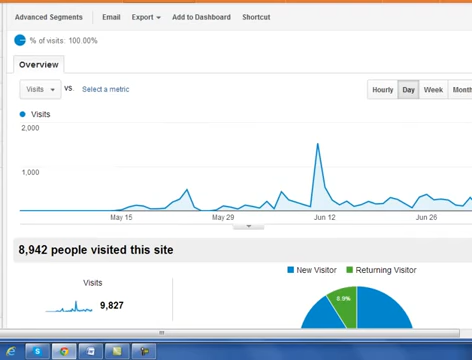 Advanced Segments Email Export Add to Dashboard Shortcut
% of visits: 100.00%
Overview
Visits vs. Select a metric Hourly Day Week Month
Visits
2,000
1,000
May 15 May 29 Jun 12 Jun 26
8,942 people visited this site
Visits
9,827
New Visitor Returning Visitor
8.9%